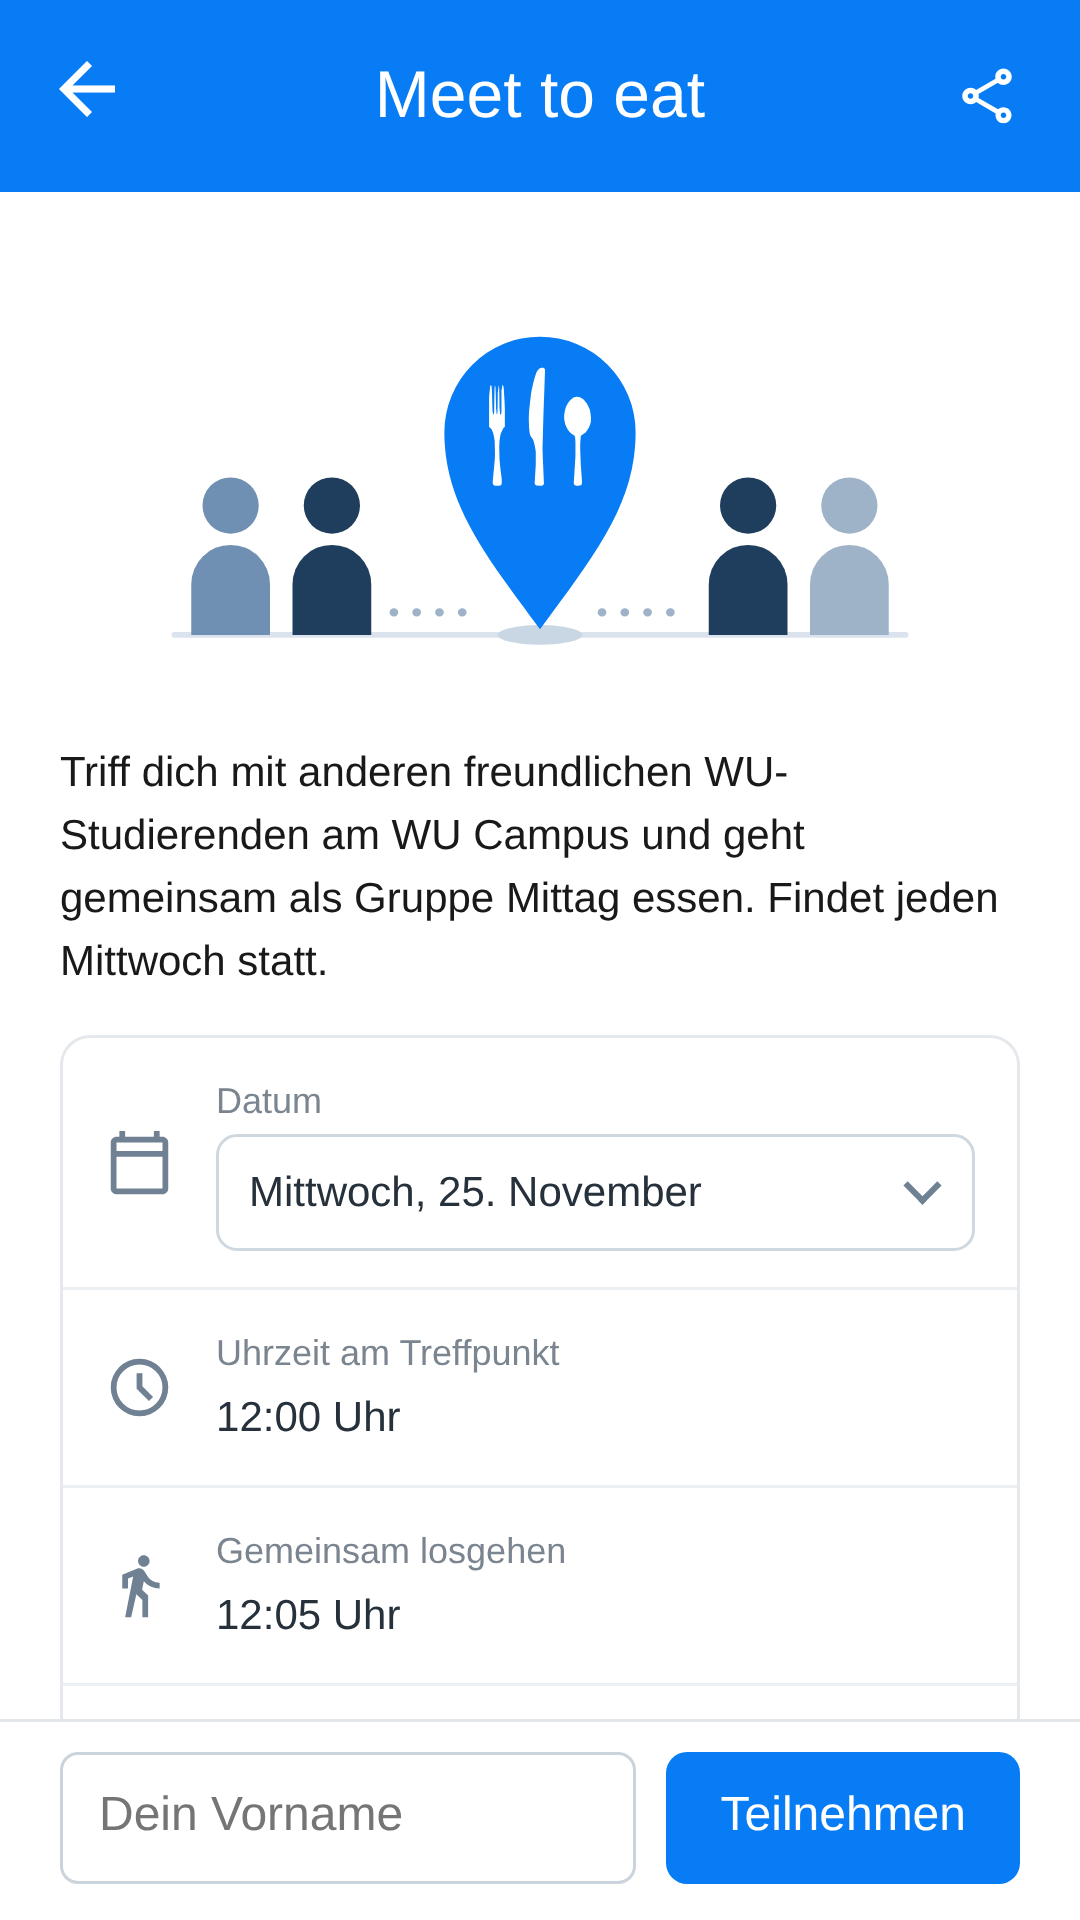 Meet to eat
Triff dich mit anderen freundlichen WU-
Studierenden am WU Campus und geht
gemeinsam als Gruppe Mittag essen. Findet jeden
Mittwoch statt.
Datum
Mittwoch, 25. November
Uhrzeit am Treffpunkt
12:00 Uhr
Gemeinsam losgehen
12:05 Uhr
Dein Vorname
Teilnehmen